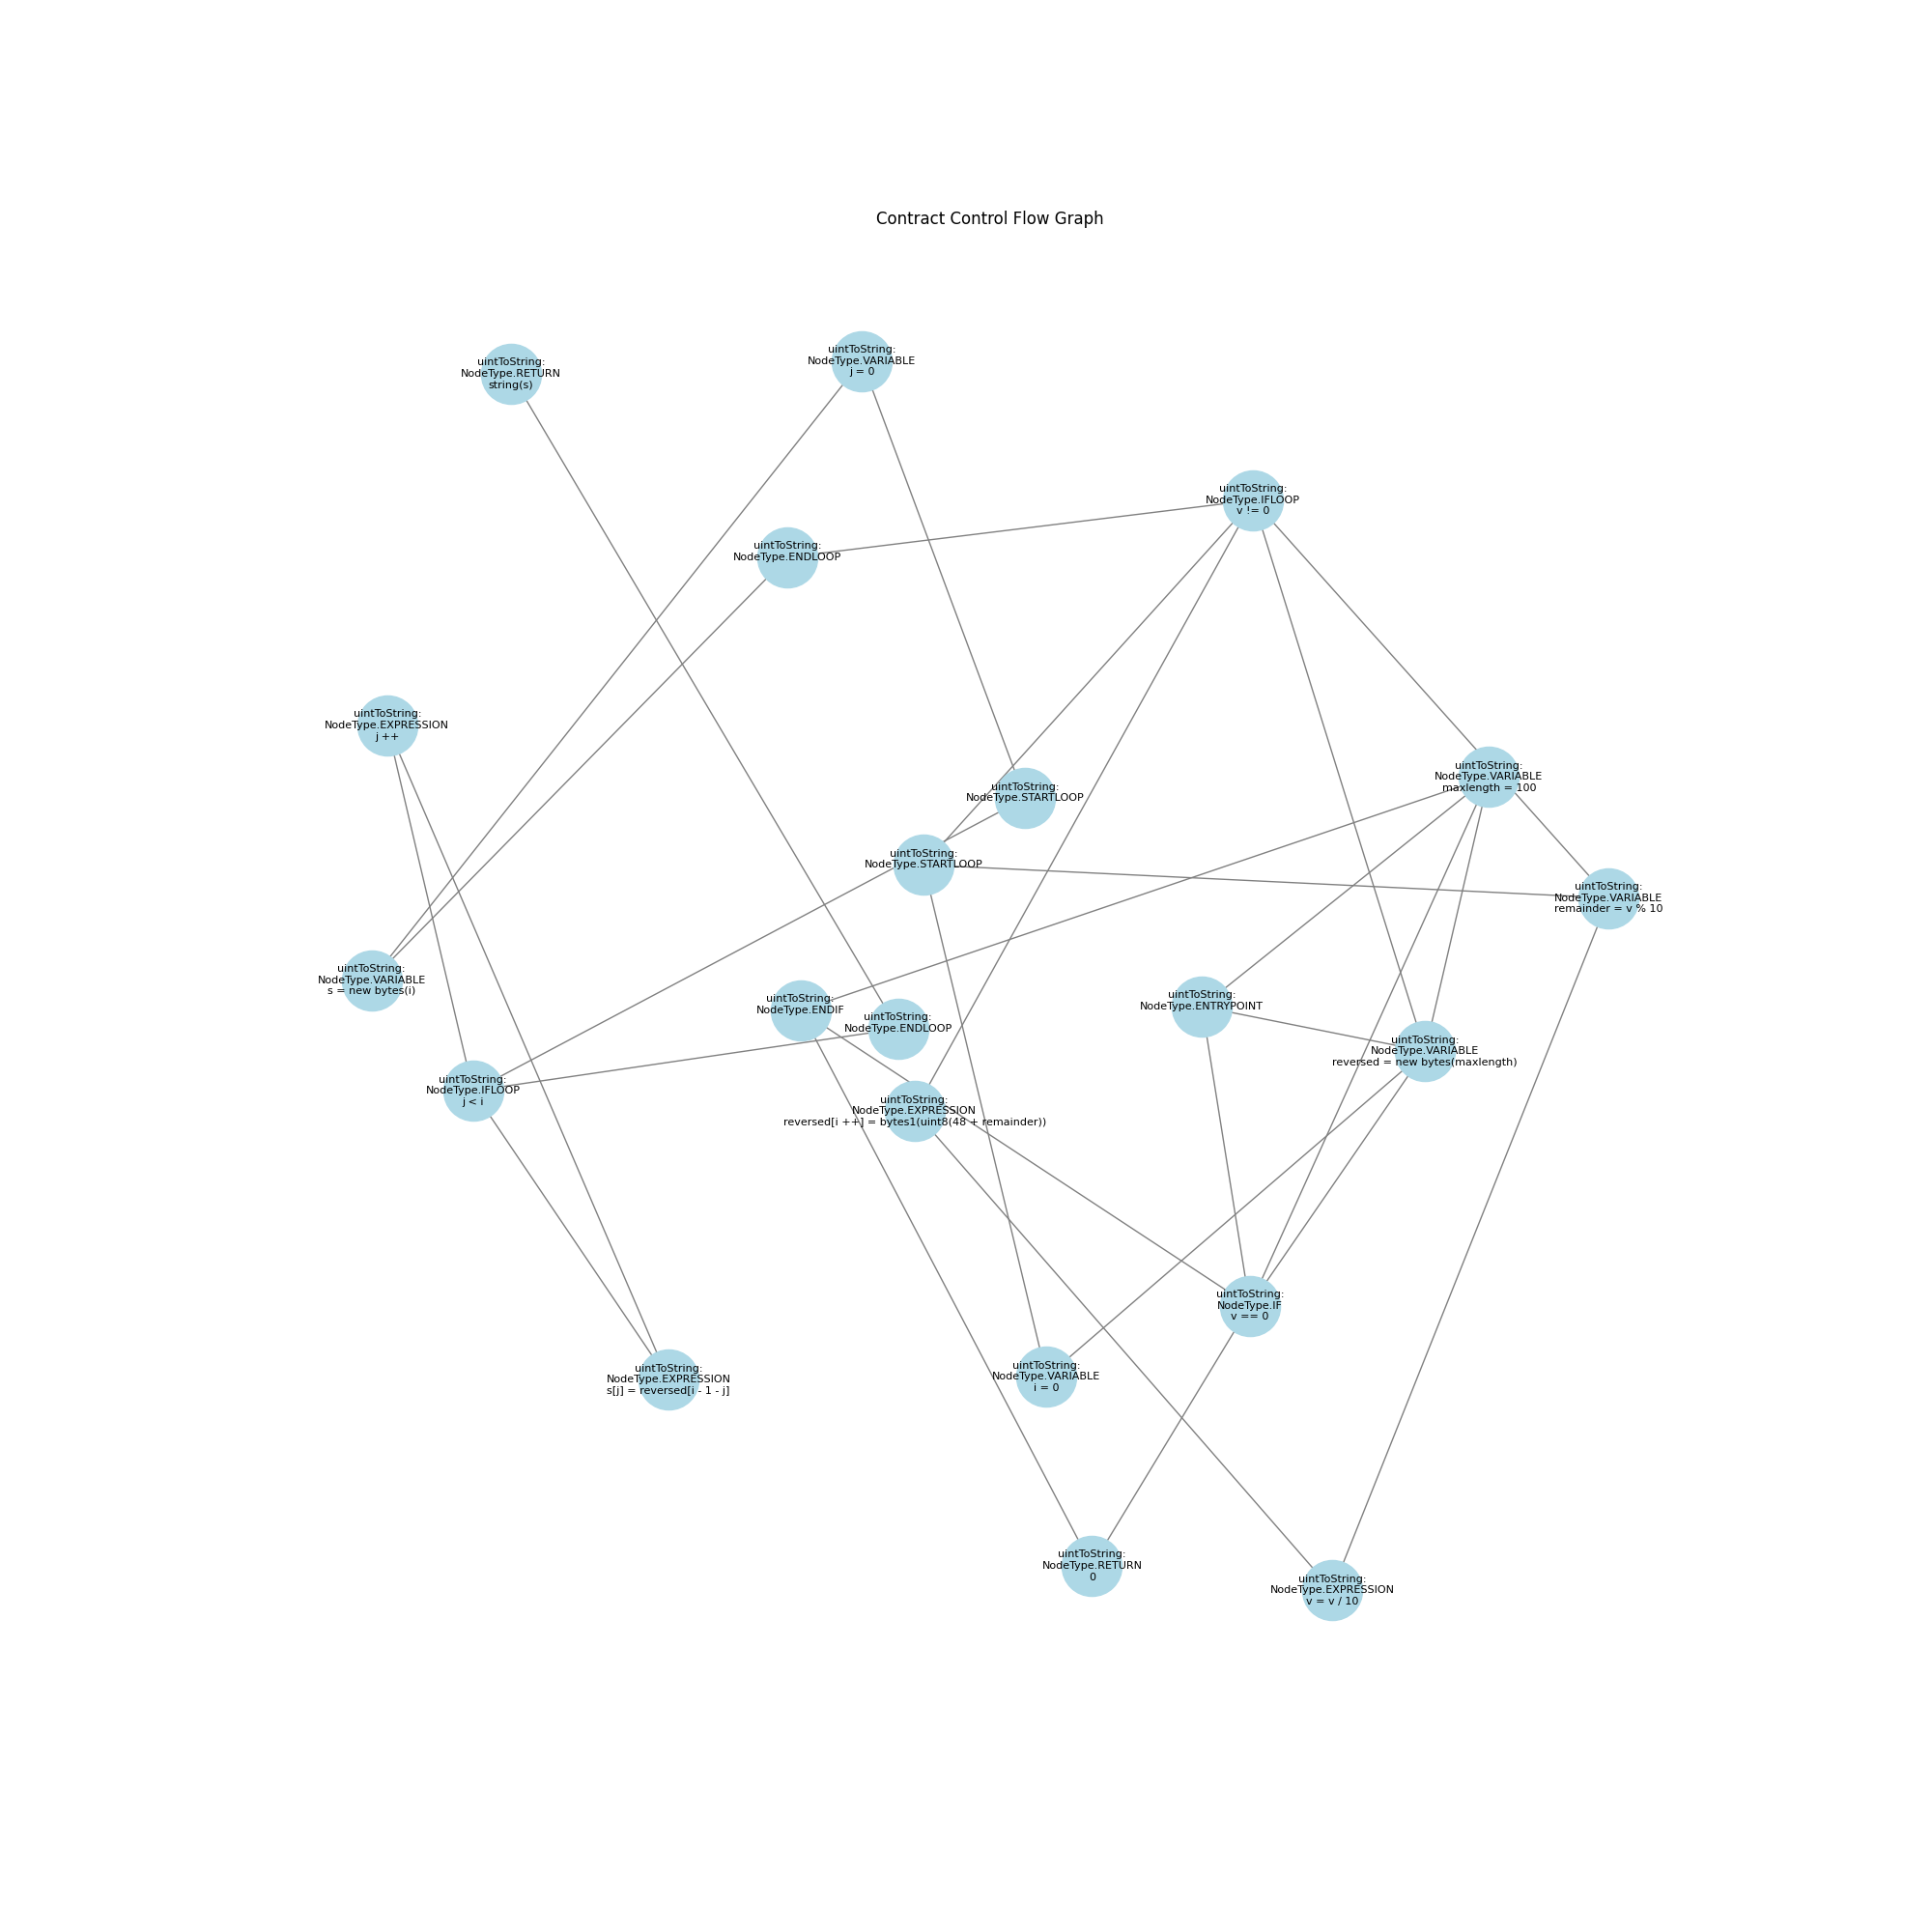 Contract Control Flow Graph
uintToString:
NodeType.RETURN
string(s)
uintToString:
NodeType.VARIABLE
j = 0
uintToString:
NodeType.IFLOOP
v != 0
uintToString:
NodeType.ENDLOOP
uintToString:
NodeType.EXPRESSION
j ++
uintToString:
NodeType.VARIABLE
maxlength = 100
uintToString:
NodeType.STARTLOOP
uintToString:
NodeType.STARTLOOP
uintToString:
NodeType.VARIABLE
remainder = v % 10
uintToString:
NodeType.VARIABLE
s = new bytes(i)
uintToString:
NodeType.ENTRYPOINT
uintToString:
NodeType.ENDIF
uintToString:
NodeType.ENDLOOP
uintToString:
NodeType.VARIABLE
reversed = new bytes(maxlength)
uintToString:
NodeType.IFLOOP
j < i
uintToString:
NodeType.EXPRESSION
reversed[i ++] = bytes1(uint8(48 + remainder))
uintToString:
NodeType.IF
v == 0
uintToString:
NodeType.EXPRESSION
s[j] = reversed[i - 1 - j]
uintToString:
NodeType.VARIABLE
i = 0
uintToString:
NodeType.RETURN
0
uintToString:
NodeType.EXPRESSION
v = v / 10